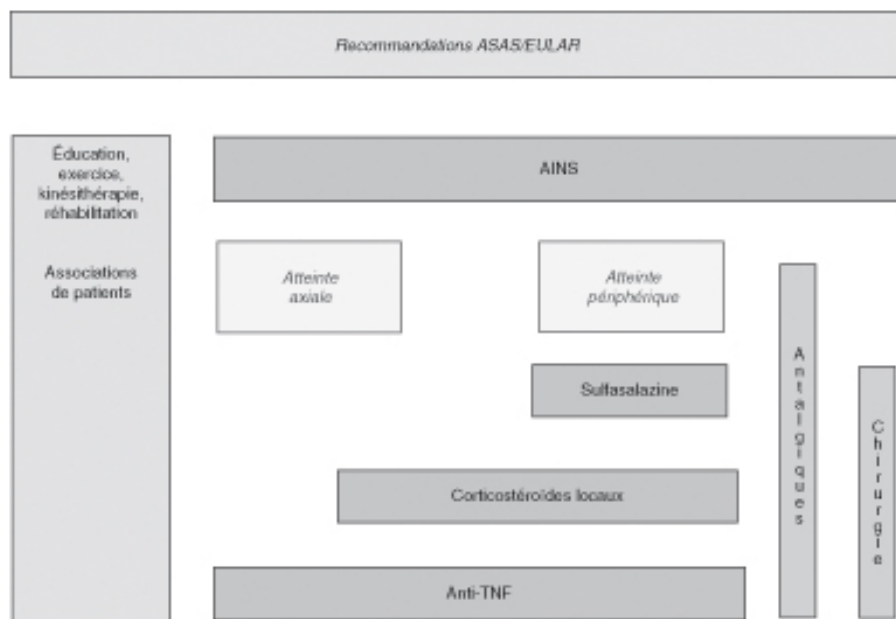 Recommandations ASAS/EULAR
Éducation,
exercice,
kinésithérapie,
réhabilitation
Associations
de patients
AINS
Atteinte
axiale
Atteinte
périphérique
Sulfasalazine
Corticostéroïdes locaux
Anti-TNF
Antalgiques
Chirurgie